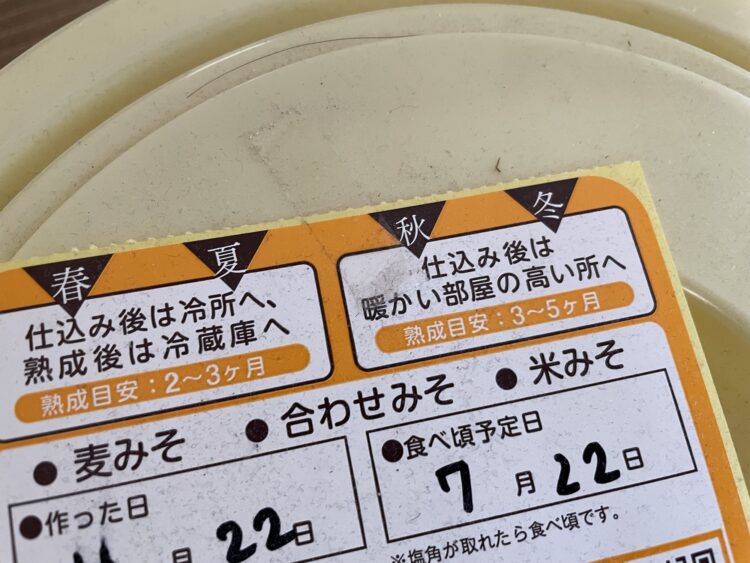 春 夏
仕込み後は冷所へ、
熟成後は冷蔵庫へ
熟成目安：2〜3ヶ月
秋 冬
仕込み後は
暖かい部屋の高い所へ
熟成目安：3〜5ヶ月
●麦みそ ●合わせみそ ●米みそ
●作った日
月 22日
●食べ頃予定日
7月 22日
※塩角が取れたら食べ頃です。